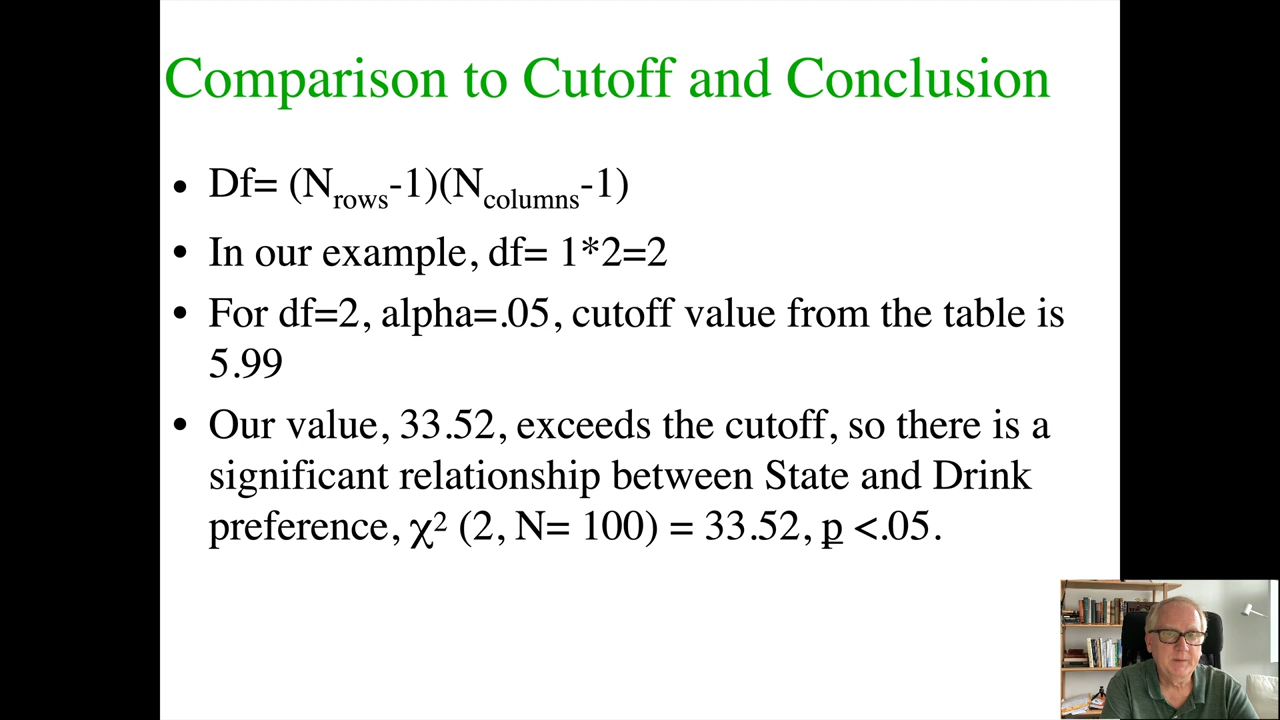 Comparison to Cutoff and Conclusion
• Df= (Nrows-1)(Ncolumns-1)
• In our example, df= 1*2=2
• For df=2, alpha=.05, cutoff value from the table is
5.99
• Our value, 33.52, exceeds the cutoff, so there is a
significant relationship between State and Drink
preference, χ² (2, N= 100) = 33.52, p <.05.